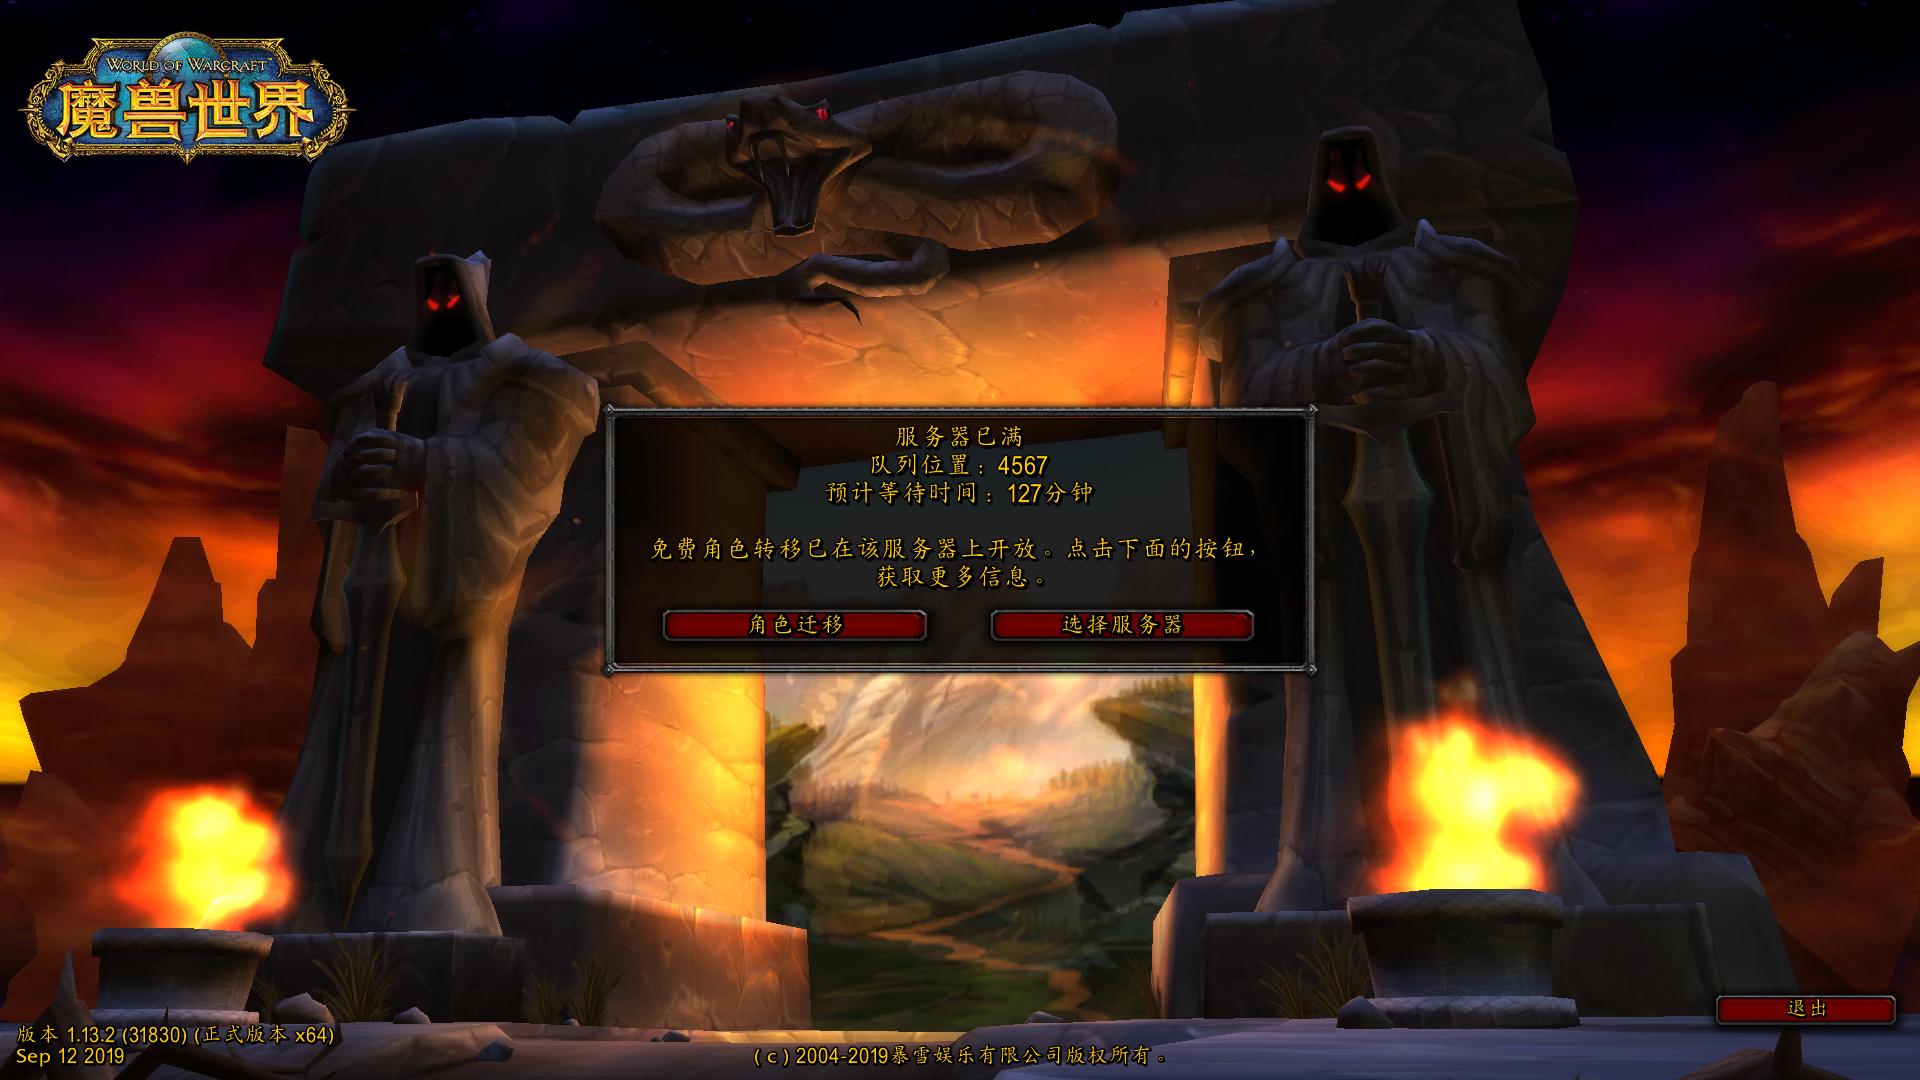 WORLD OF WARCRAFT
魔兽世界
服务器已满
队列位置：4567
预计等待时间：127分钟
免费角色转移已在该服务器上开放。点击下面的按钮，
获取更多信息。
角色迁移
选择服务器
退出
版本 1.13.2 (31830) (正式版本 x64)
Sep 12 2019
(c) 2004-2019暴雪娱乐有限公司版权所有。